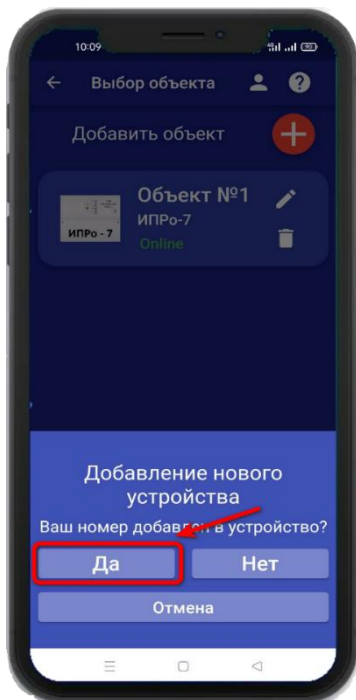 10:09
Выбор объекта
Добавить объект
Объект №1
ИПРо-7
ИПРо - 7
Online
Добавление нового
устройства
Ваш номер добавлен в устройство?
Да Нет
Отмена